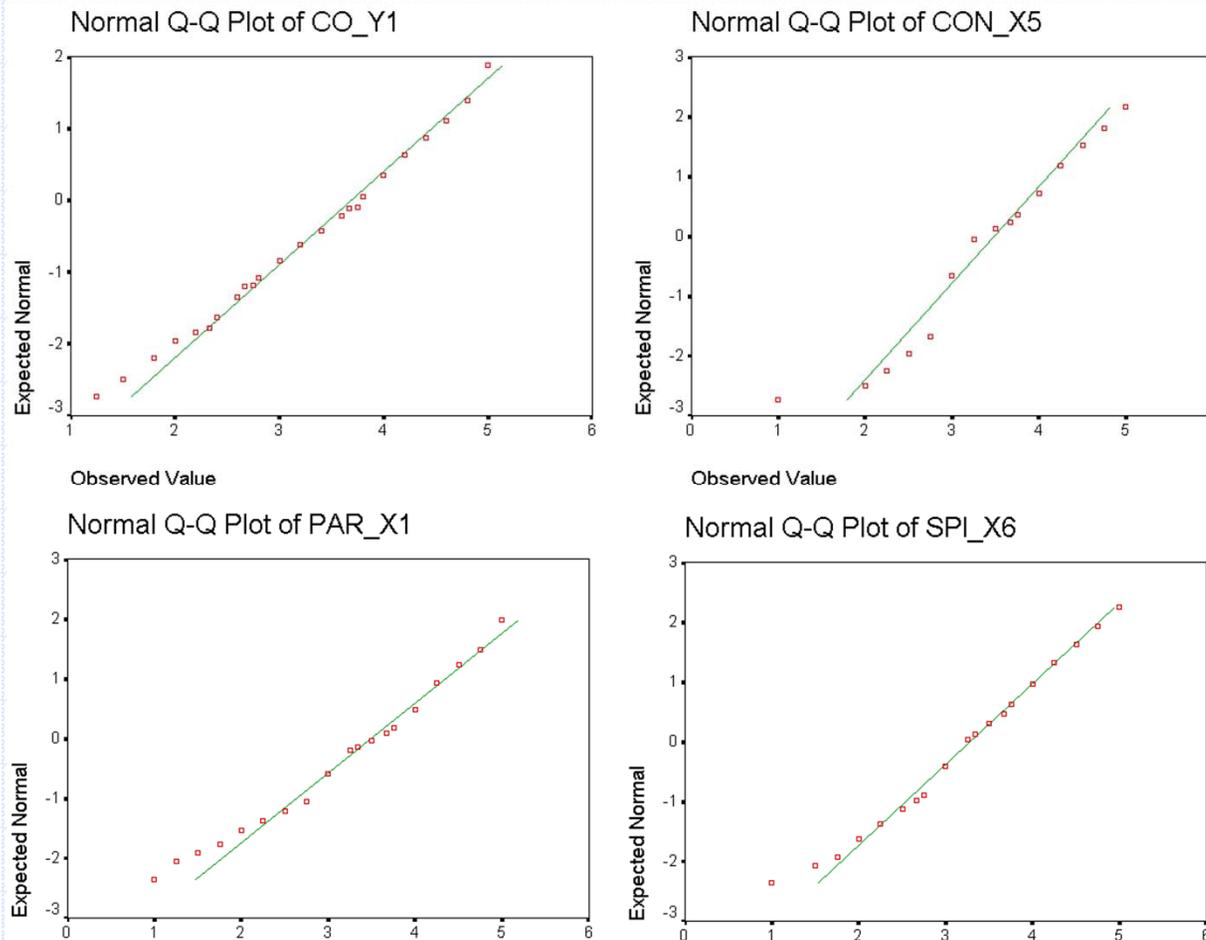 Normal Q-Q Plot of CO_Y1
2
1
0
-1
-2
-3
Expected Normal
1 2 3 4 5 6
Observed Value
Normal Q-Q Plot of CON_X5
3
2
1
0
-1
-2
-3
Expected Normal
0 1 2 3 4 5
Observed Value
Normal Q-Q Plot of PAR_X1
3
2
1
0
-1
-2
-3
Expected Normal
0 1 2 3 4 5 6
Normal Q-Q Plot of SPI_X6
3
2
1
0
-1
-2
-3
Expected Normal
0 1 2 3 4 5 6